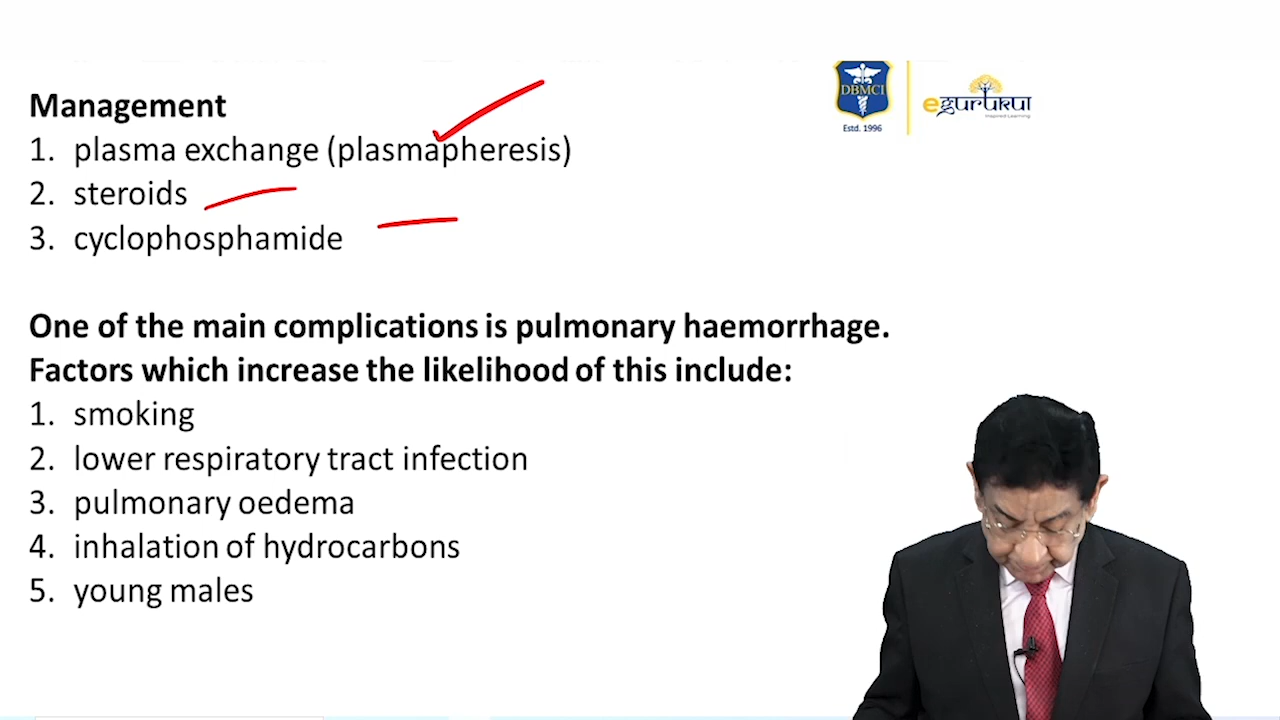 DBMCI
Estd. 1996
egurukul
Inspired Learning
Management
1. plasma exchange (plasmapheresis)
2. steroids
3. cyclophosphamide
One of the main complications is pulmonary haemorrhage.
Factors which increase the likelihood of this include:
1. smoking
2. lower respiratory tract infection
3. pulmonary oedema
4. inhalation of hydrocarbons
5. young males